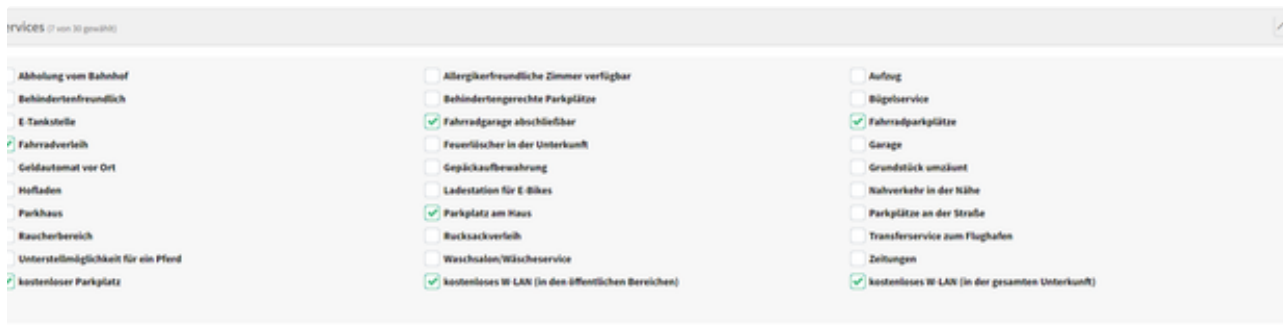 ervices (7 von 30 gewählt)
Abholung vom Bahnhof Allergikerfreundliche Zimmer verfügbar Aufzug
Behindertenfreundlich Behindertengerechte Parkplätze Bügelservice
E-Tankstelle Fahrradgarage abschließbar Fahrradparkplätze
Fahrradverleih Feuerlöscher in der Unterkunft Garage
Geldautomat vor Ort Gepäckaufbewahrung Grundstück umzäunt
Hofladen Ladestation für E-Bikes Nahverkehr in der Nähe
Parkhaus Parkplatz am Haus Parkplätze an der Straße
Raucherbereich Rucksackverleih Transferservice zum Flughafen
Unterstellmöglichkeit für ein Pferd Waschsalon/Wäscheservice Zeitungen
kostenloser Parkplatz kostenloses W-LAN (in den öffentlichen Bereichen) kostenloses W-LAN (in der gesamten Unterkunft)